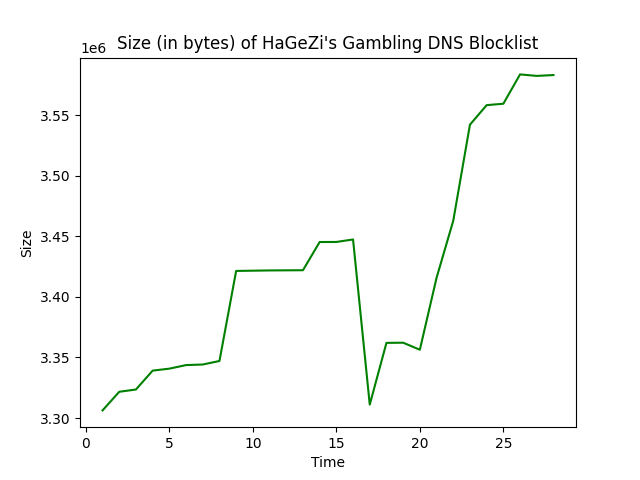 Size (in bytes) of HaGeZi's Gambling DNS Blocklist
1e6
3.55
3.50
3.45
3.40
3.35
3.30
Size
0 5 10 15 20 25
Time